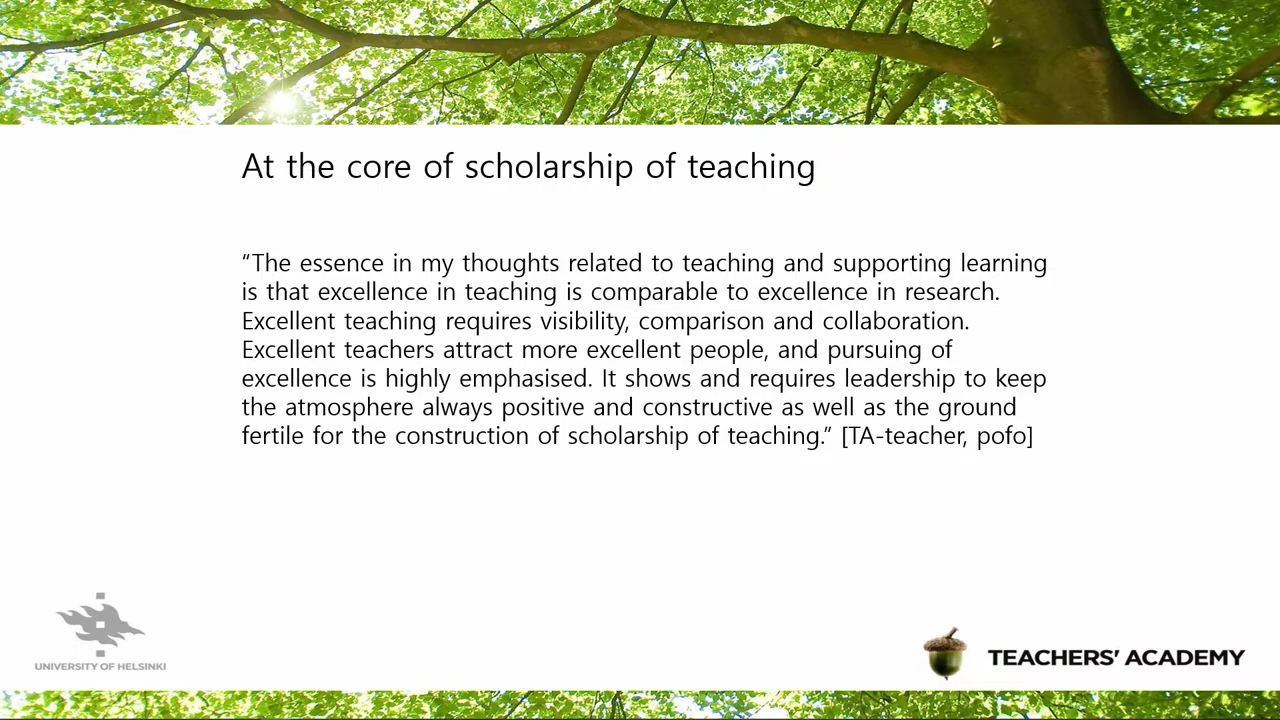 At the core of scholarship of teaching
“The essence in my thoughts related to teaching and supporting learning
is that excellence in teaching is comparable to excellence in research.
Excellent teaching requires visibility, comparison and collaboration.
Excellent teachers attract more excellent people, and pursuing of
excellence is highly emphasised. It shows and requires leadership to keep
the atmosphere always positive and constructive as well as the ground
fertile for the construction of scholarship of teaching.” [TA-teacher, pofo]
UNIVERSITY OF HELSINKI
TEACHERS' ACADEMY